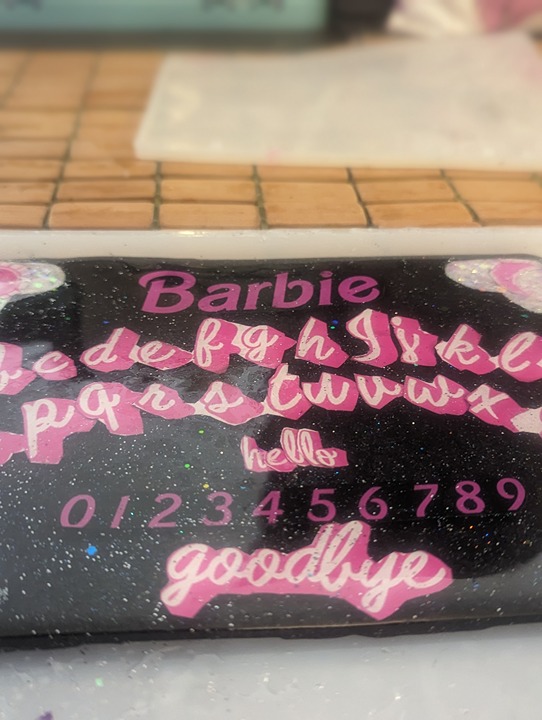 Barbie
b c d e f g h I j k l
p q r s t u v w x
hello
0 1 2 3 4 5 6 7 8 9
goodbye